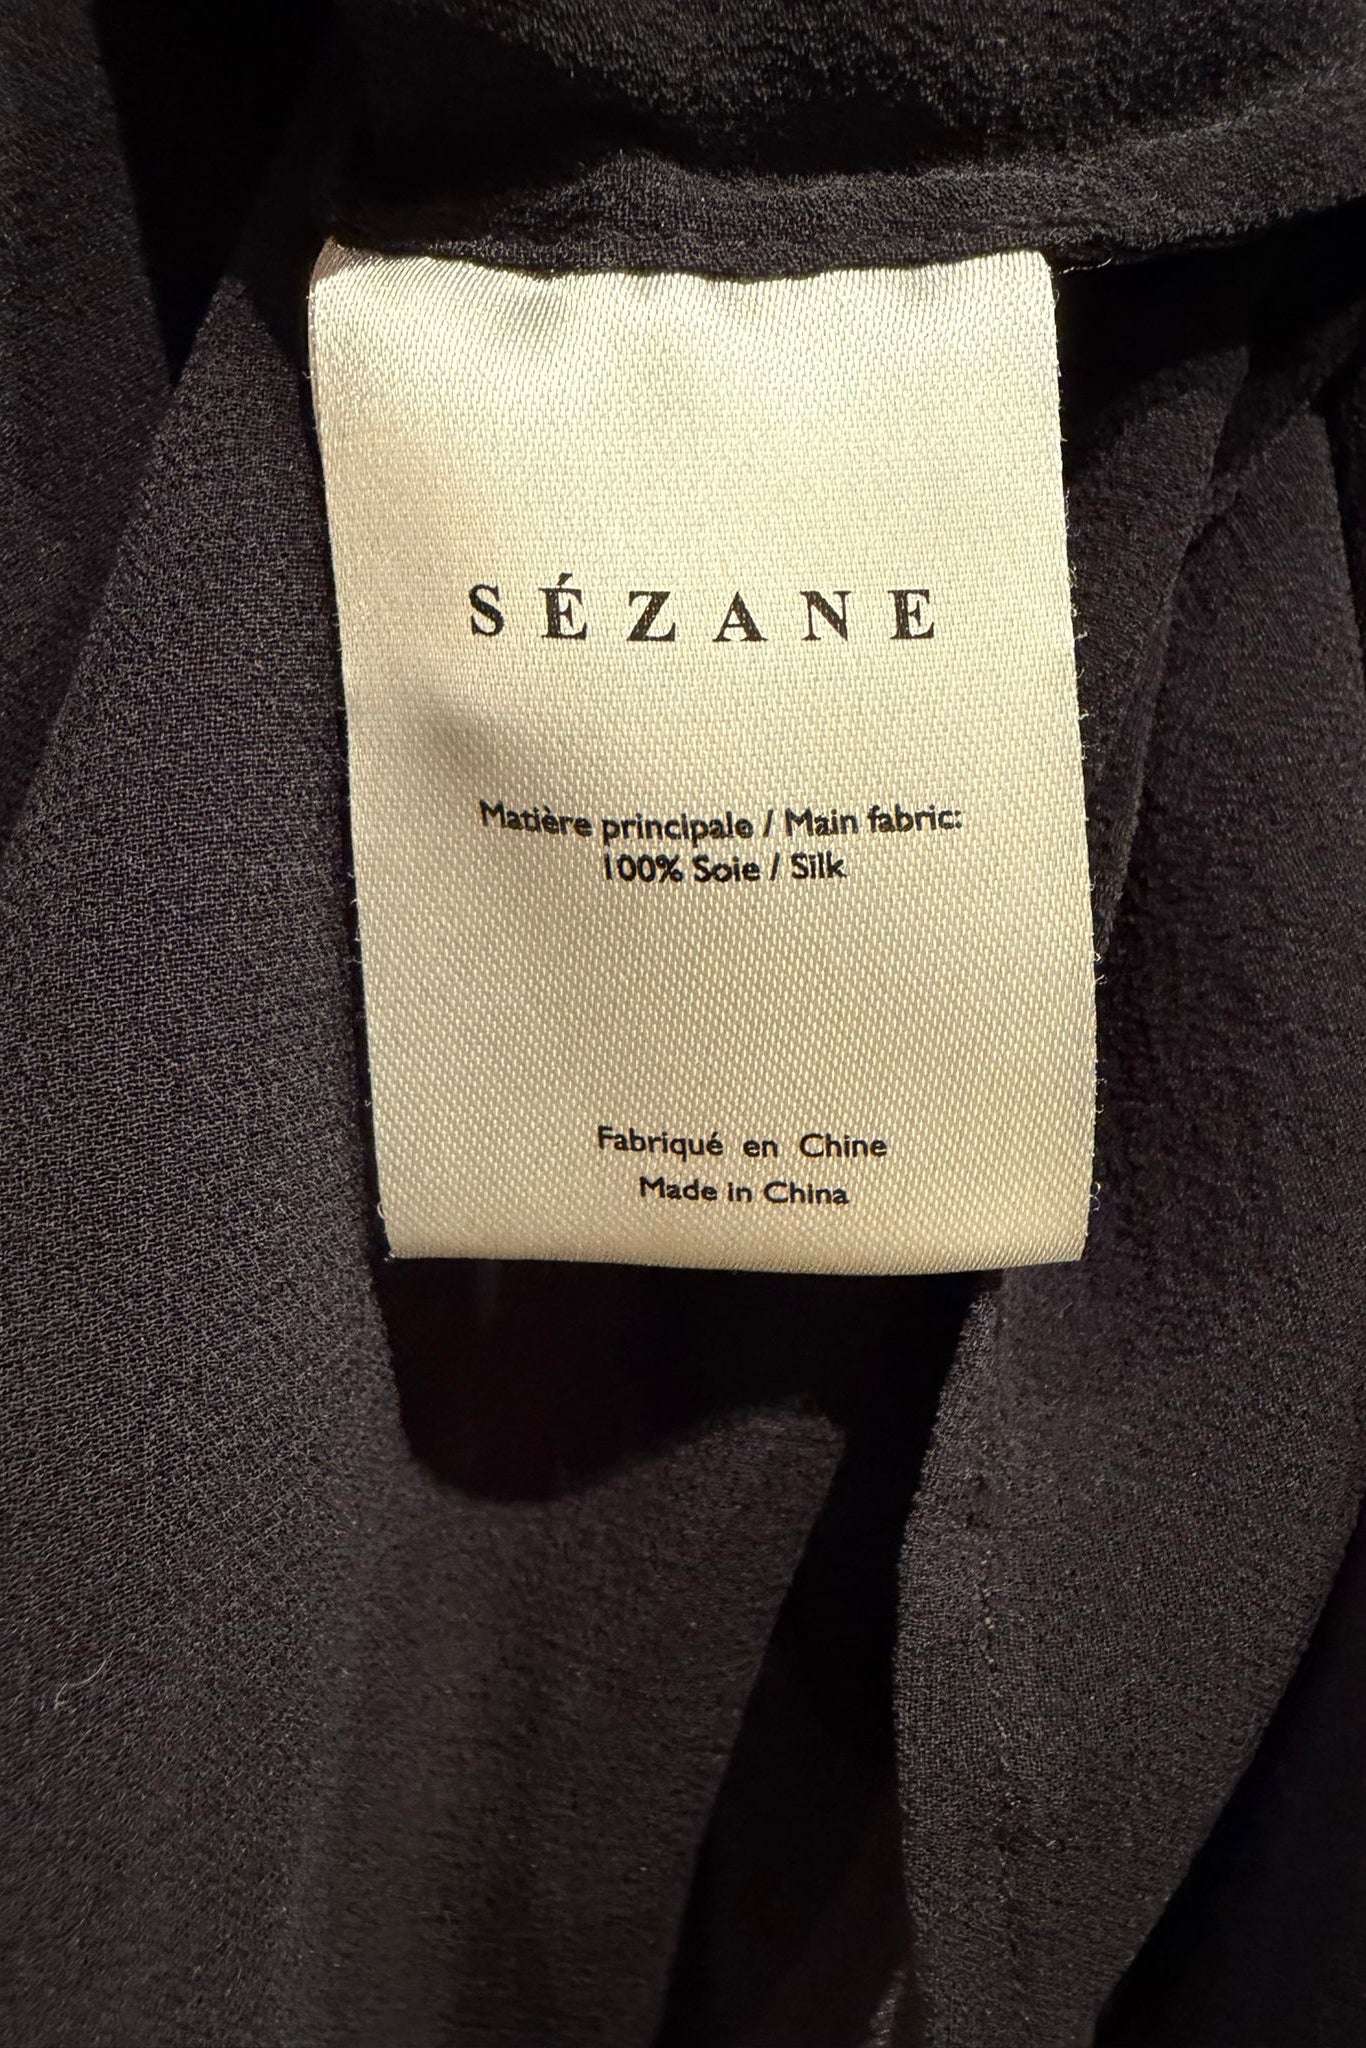 SÉZANE
Matière principale / Main fabric:
100% Soie / Silk
Fabriqué en Chine
Made in China